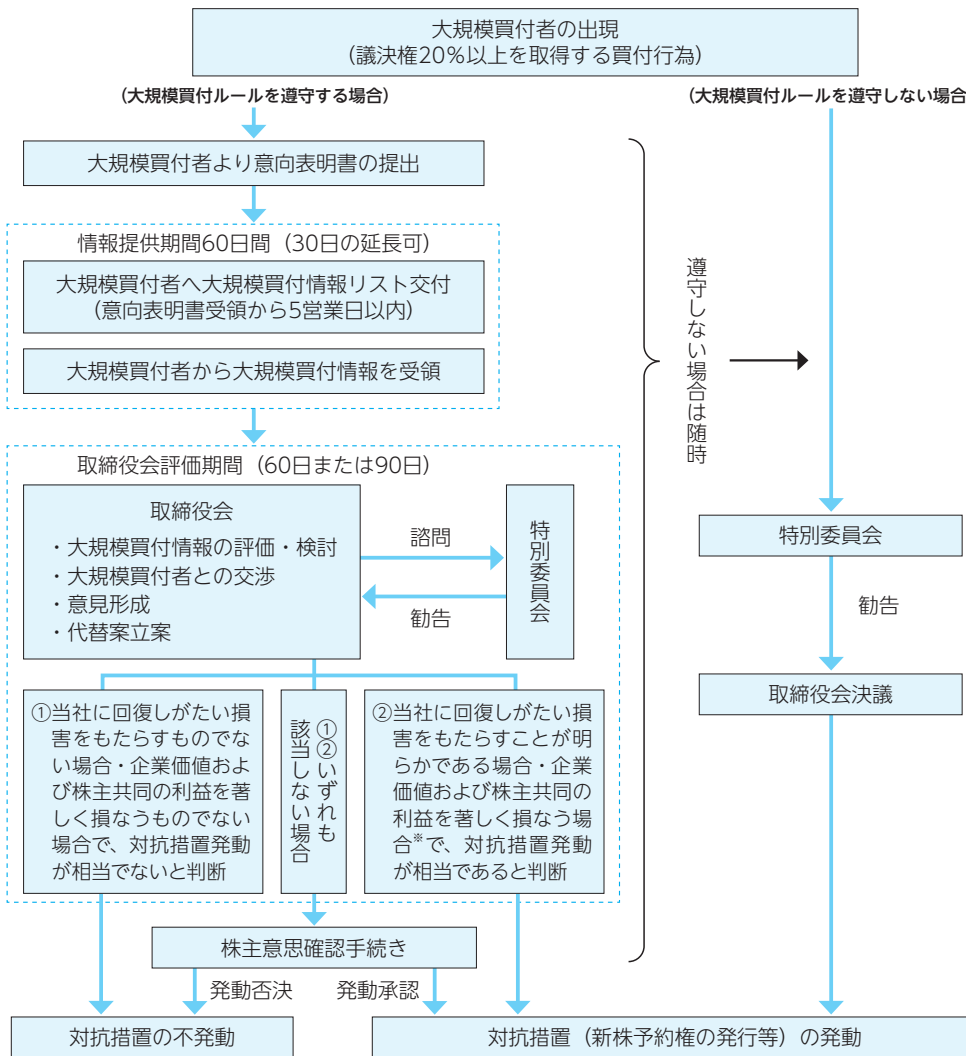 大規模買付者の出現
(議決権20%以上を取得する買付行為)
(大規模買付ルールを遵守する場合)
(大規模買付ルールを遵守しない場合
大規模買付者より意向表明書の提出
情報提供期間60日間(30日の延長可)
大規模買付者へ大規模買付情報リスト交付
(意向表明書受領から5営業日以内)
大規模買付者から大規模買付情報を受領
遵守しない場合は随時
取締役会評価期間(60日または90日)
取締役会
・大規模買付情報の評価・検討
・大規模買付者との交渉
・意見形成
・代替案立案
諮問
勧告
特別委員会
特別委員会
勧告
取締役会決議
①当社に回復しがたい損
害をもたらすものでな
い場合・企業価値およ
び株主共同の利益を著
しく損なうものでない
場合で、対抗措置発動
が相当でないと判断
①②いずれも
該当しない場合
②当社に回復しがたい損
害をもたらすことが明
らかである場合・企業
価値および株主共同の
利益を著しく損なう場
合※で、対抗措置発動
が相当であると判断
株主意思確認手続き
発動否決
発動承認
対抗措置の不発動
対抗措置(新株予約権の発行等)の発動